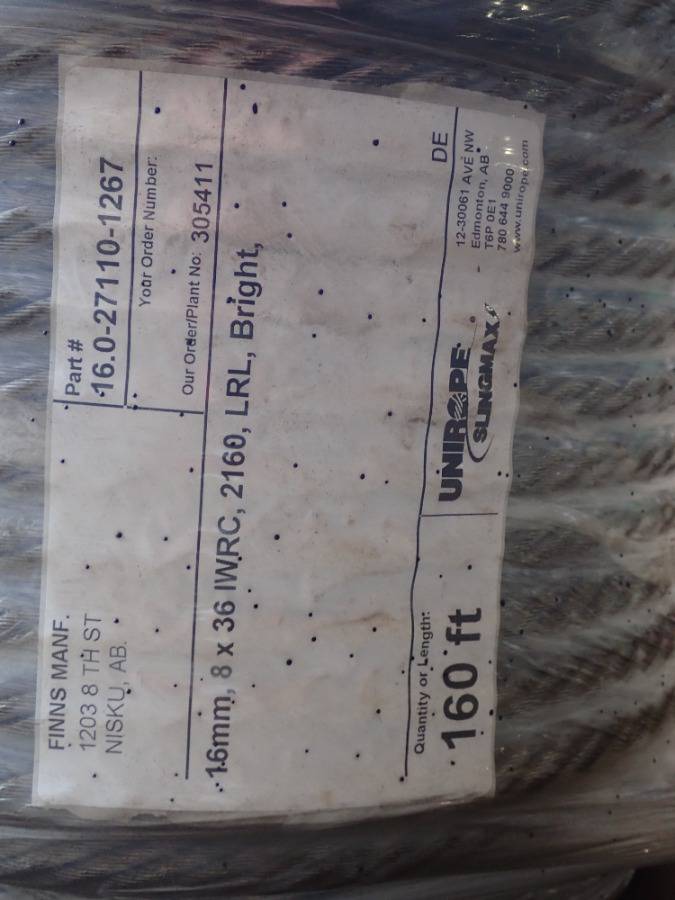 FINNS MANF.
1203 8 TH ST
NISKU, AB.
Part #
16.0-27110-1267
Your Order Number:
Our Order/Plant No: 305411
16mm, 8 x 36 IWRC, 2160, LRL, Bright,
DE
Quantity or Length:
160 ft
UNIROPE
SLINGMAX
12-30061 AVE NW
Edmonton, AB
T6P 0E1
780 644 9000
www.unirope.com